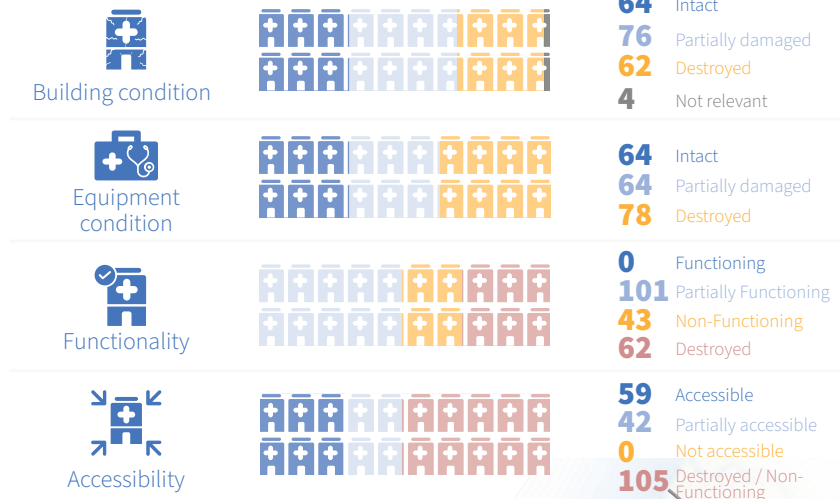 64 Intact
76 Partially damaged
62 Destroyed
4 Not relevant
Building condition
64 Intact
64 Partially damaged
78 Destroyed
Equipment
condition
0 Functioning
101 Partially Functioning
43 Non-Functioning
62 Destroyed
Functionality
59 Accessible
42 Partially accessible
0 Not accessible
105 Destroyed / Non-
Functioning
Accessibility